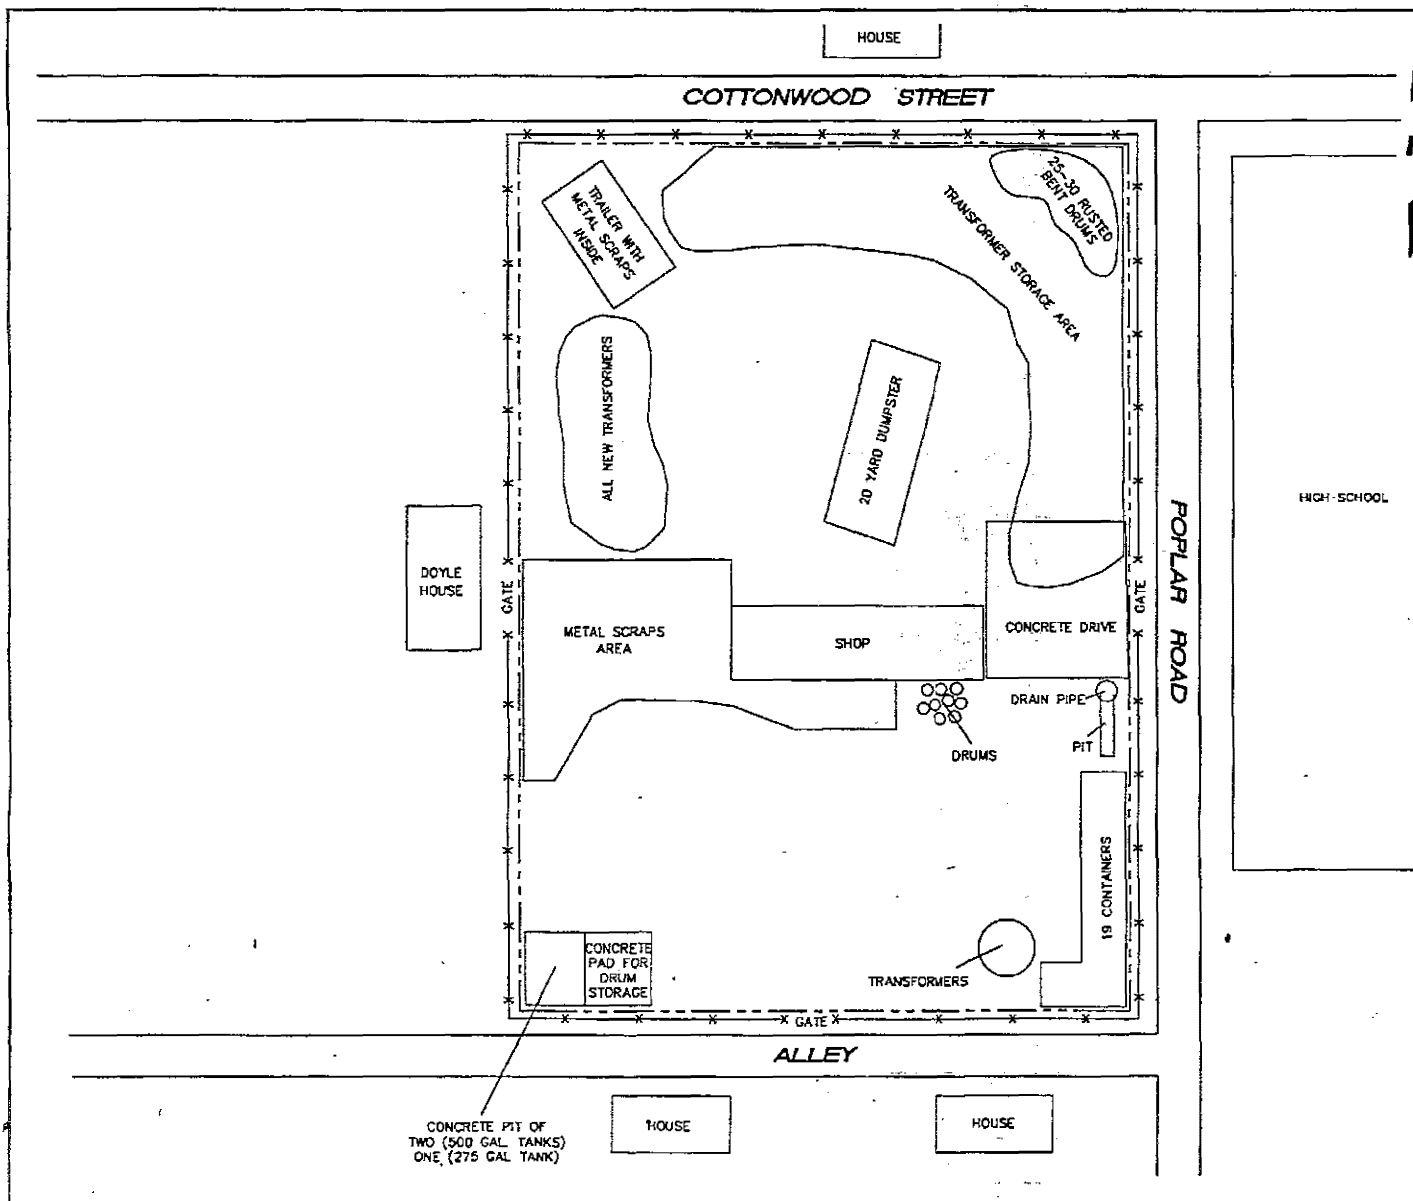 HOUSE
COTTONWOOD STREET
25-30 RUSTED
BENT DRUMS
TRAILER WITH
METAL SCRAPS
INSIDE
TRANSFORMER STORAGE AREA
ALL NEW TRANSFORMERS
20 YARD DUMPSTER
HIGH-SCHOOL
POPLAR ROAD
DOYLE
HOUSE
GATE
GATE
METAL SCRAPS
AREA
SHOP
CONCRETE DRIVE
DRAIN PIPE
PIT
DRUMS
19 CONTAINERS
CONCRETE
PAD FOR
DRUM
STORAGE
TRANSFORMERS
GATE
ALLEY
CONCRETE PIT OF
TWO (500 GAL. TANKS)
ONE (275 GAL TANK)
HOUSE
HOUSE